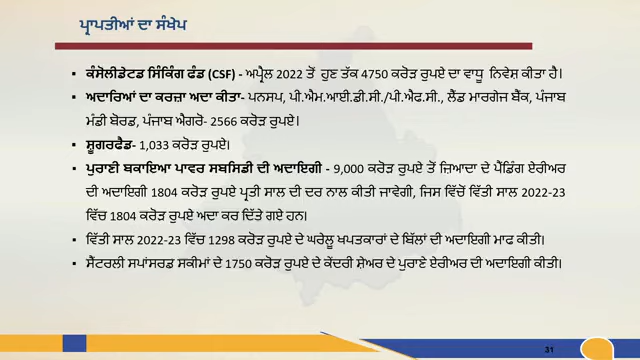 ਪ੍ਰਾਪਤੀਆਂ ਦਾ ਸੰਖੇਪ
▪ ਕੰਸੋਲੀਡੇਟਡ ਸਿੰਕਿੰਗ ਫੰਡ (CSF) - ਅਪ੍ਰੈਲ 2022 ਤੋਂ ਹੁਣ ਤੱਕ 4750 ਕਰੋੜ ਰੁਪਏ ਦਾ ਵਾਧੂ ਨਿਵੇਸ਼ ਕੀਤਾ ਹੈ।
▪ ਅਦਾਰਿਆਂ ਦਾ ਕਰਜ਼ਾ ਅਦਾ ਕੀਤਾ- ਪਨਸਪ, ਪੀ.ਐਮ.ਆਈ.ਡੀ.ਸੀ./ਪੀ.ਐਫ.ਸੀ., ਲੈਂਡ ਮਾਰਗੇਜ ਬੈਂਕ, ਪੰਜਾਬ
ਮੰਡੀ ਬੋਰਡ, ਪੰਜਾਬ ਐਗਰੋ- 2566 ਕਰੋੜ ਰੁਪਏ।
▪ ਸ਼ੂਗਰਫੈਡ- 1,033 ਕਰੋੜ ਰੁਪਏ।
▪ ਪੁਰਾਣੀ ਬਕਾਇਆ ਪਾਵਰ ਸਬਸਿਡੀ ਦੀ ਅਦਾਇਗੀ - 9,000 ਕਰੋੜ ਰੁਪਏ ਤੋਂ ਜ਼ਿਆਦਾ ਦੇ ਪੈਂਡਿੰਗ ਏਰੀਅਰ
ਦੀ ਅਦਾਇਗੀ 1804 ਕਰੋੜ ਰੁਪਏ ਪ੍ਰਤੀ ਸਾਲ ਦੀ ਦਰ ਨਾਲ ਕੀਤੀ ਜਾਵੇਗੀ, ਜਿਸ ਵਿੱਚੋਂ ਵਿੱਤੀ ਸਾਲ 2022-23
ਵਿੱਚ 1804 ਕਰੋੜ ਰੁਪਏ ਅਦਾ ਕਰ ਦਿੱਤੇ ਗਏ ਹਨ।
▪ ਵਿੱਤੀ ਸਾਲ 2022-23 ਵਿੱਚ 1298 ਕਰੋੜ ਰੁਪਏ ਦੇ ਘਰੇਲੂ ਖਪਤਕਾਰਾਂ ਦੇ ਬਿੱਲਾਂ ਦੀ ਅਦਾਇਗੀ ਮਾਫ ਕੀਤੀ।
▪ ਸੈਂਟਰਲੀ ਸਪਾਂਸਰਡ ਸਕੀਮਾਂ ਦੇ 1750 ਕਰੋੜ ਰੁਪਏ ਦੇ ਕੇਂਦਰੀ ਸ਼ੇਅਰ ਦੇ ਪੁਰਾਣੇ ਏਰੀਅਰ ਦੀ ਅਦਾਇਗੀ ਕੀਤੀ।
31